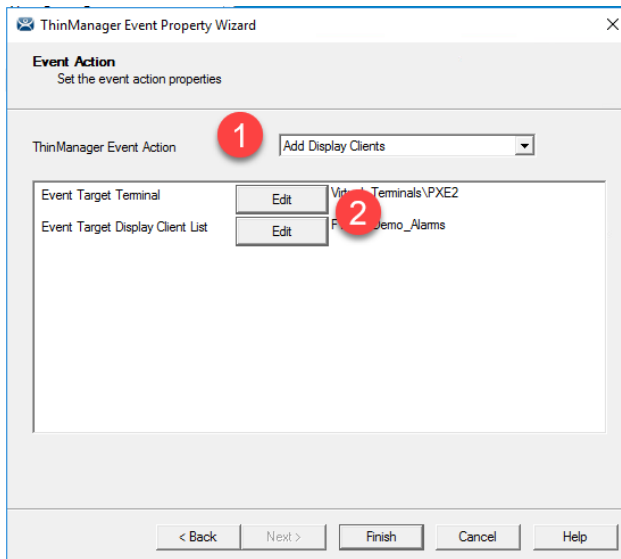 ThinManager Event Property Wizard
Event Action
Set the event action properties
ThinManager Event Action 1 Add Display Clients
Event Target Terminal Edit Terminals\PXE2
2
Event Target Display Client List Edit Demo_Alarms
< Back Next > Finish Cancel Help